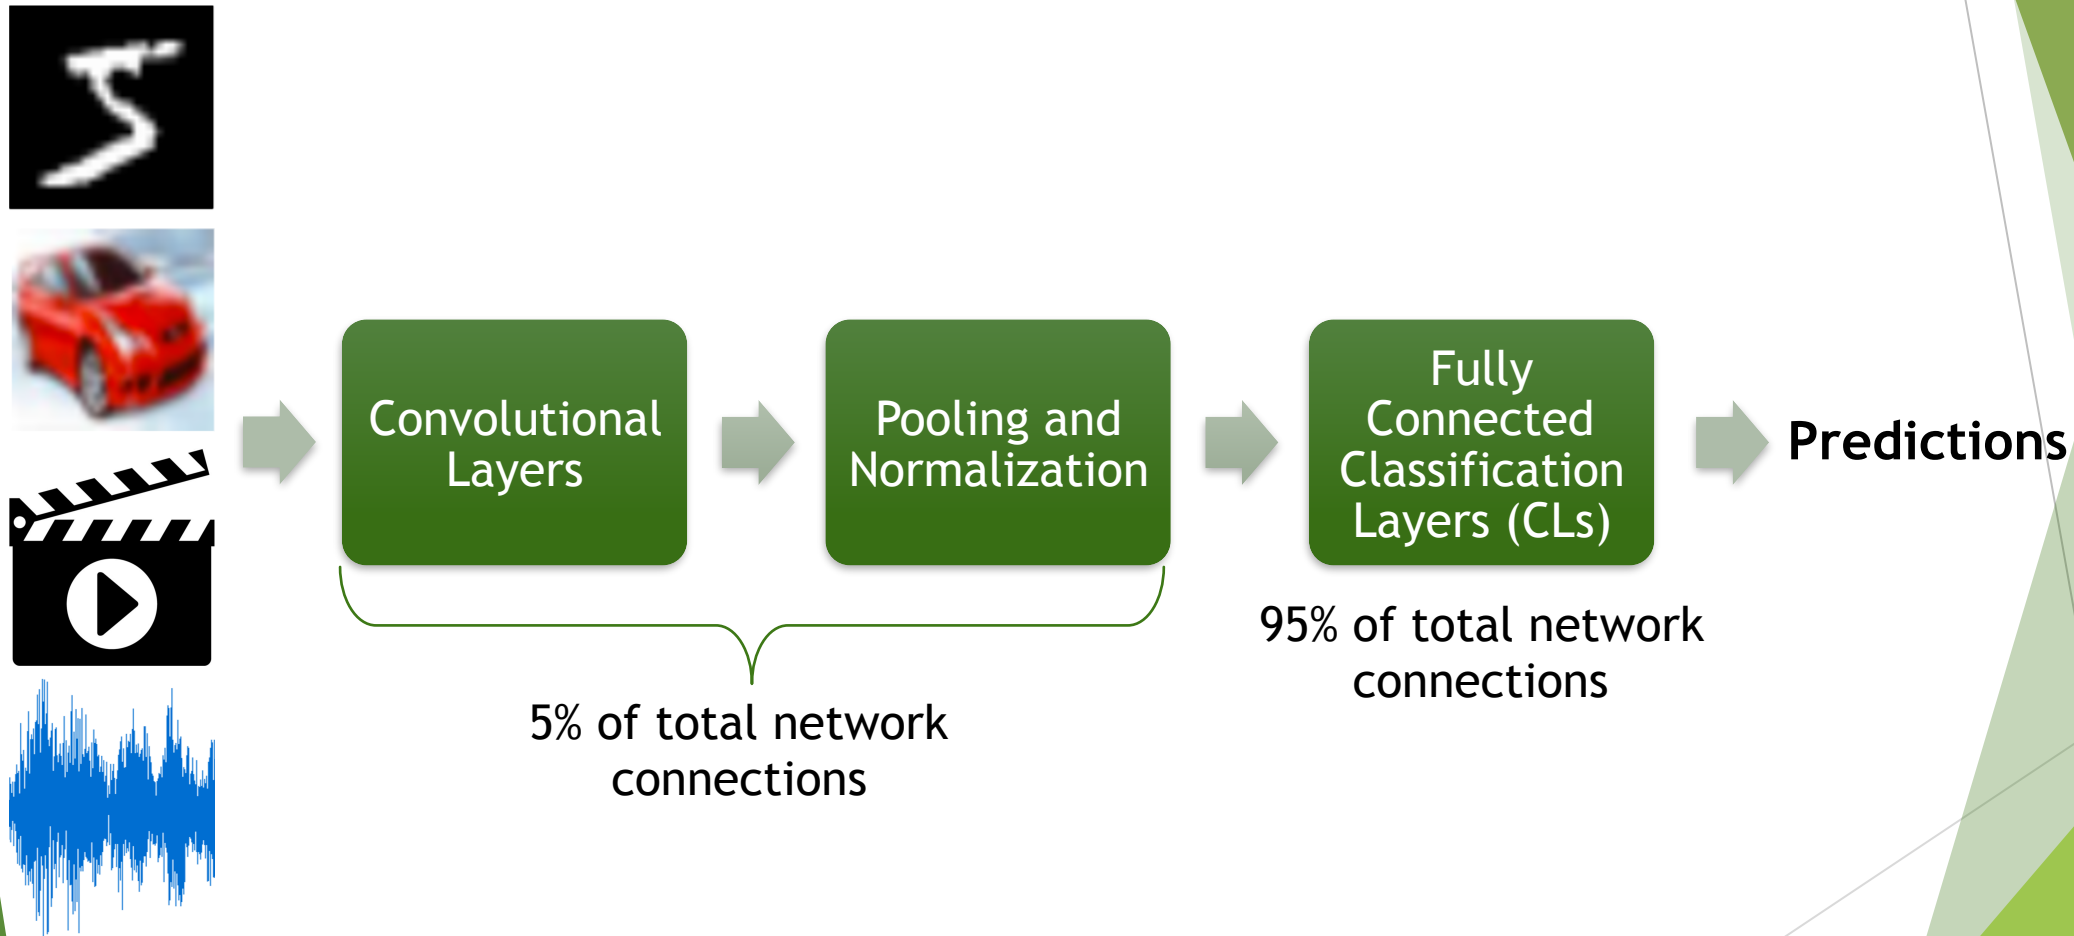 Convolutional
Layers
Pooling and
Normalization
Fully
Connected
Classification
Layers (CLs)
Predictions
5% of total network
connections
95% of total network
connections